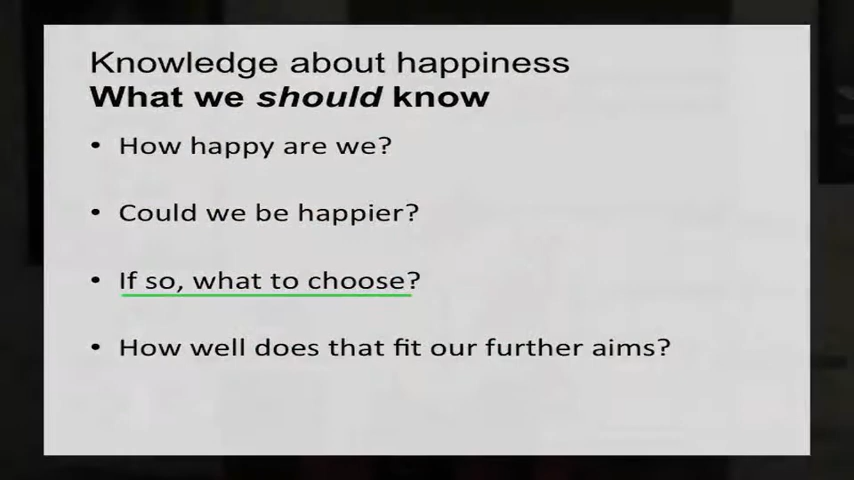 Knowledge about happiness
What we should know
• How happy are we?
• Could we be happier?
• If so, what to choose?
• How well does that fit our further aims?